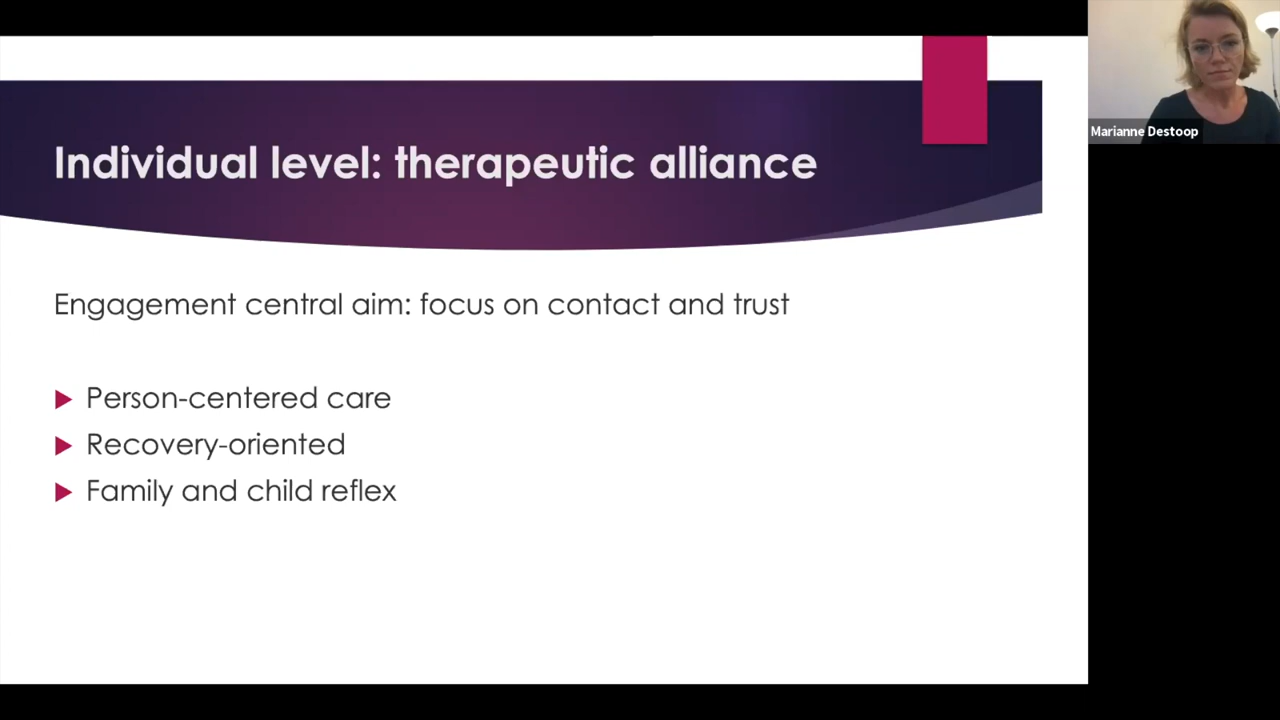 Individual level: therapeutic alliance
Engagement central aim: focus on contact and trust
Person-centered care
Recovery-oriented
Family and child reflex
Marianne Destoop